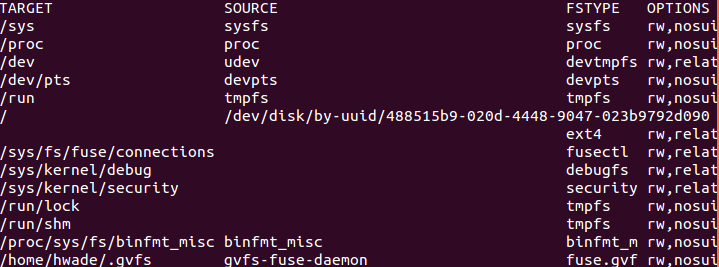 TARGET SOURCE FSTYPE OPTIONS
/sys sysfs sysfs rw,nosui
/proc proc proc rw,nosui
/dev udev devtmpfs rw,relat
/dev/pts devpts devpts rw,nosui
/run tmpfs tmpfs rw,nosui
/ /dev/disk/by-uuid/488515b9-020d-4448-9047-023b9792d090
ext4 rw,relat
/sys/fs/fuse/connections fusectl rw,relat
/sys/kernel/debug debugfs rw,relat
/sys/kernel/security security rw,relat
/run/lock tmpfs rw,nosui
/run/shm tmpfs rw,nosui
/proc/sys/fs/binfmt_misc binfmt_misc binfmt_m rw,nosui
/home/hwade/.gvfs gvfs-fuse-daemon fuse.gvf rw,nosui